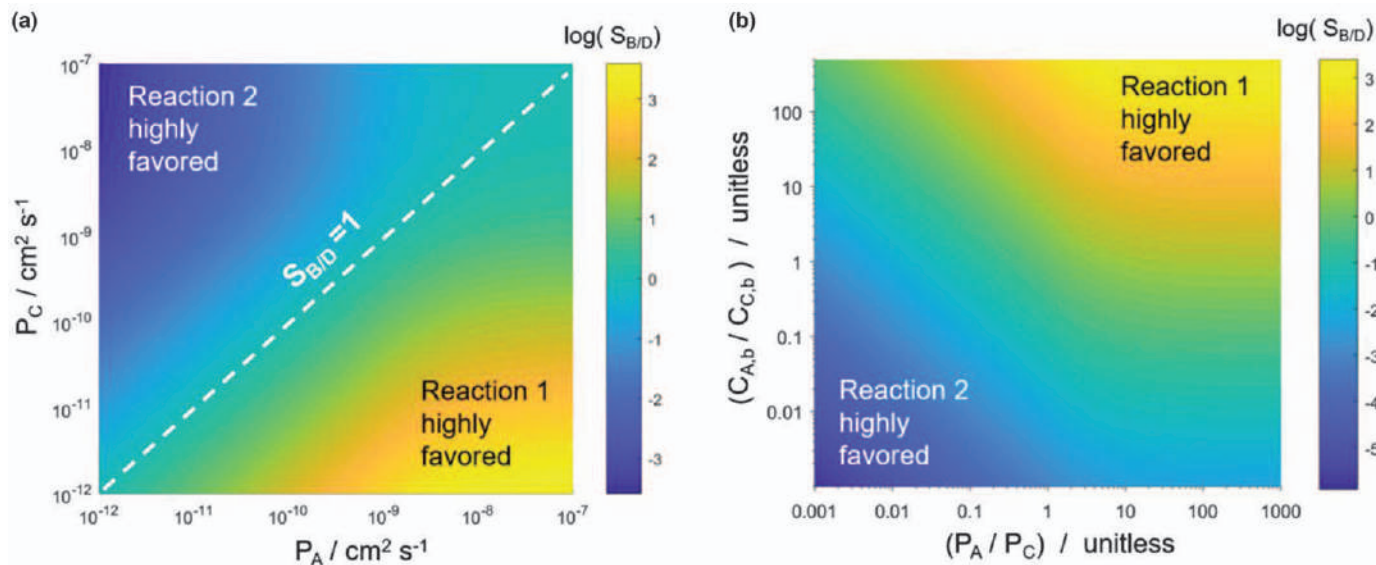 (a)
log( S_B/D)
10⁻⁷
10⁻⁸
10⁻⁹
10⁻¹⁰
10⁻¹¹
10⁻¹²
P_C / cm² s⁻¹
Reaction 2
highly
favored
S_B/D =1
Reaction 1
highly
favored
10⁻¹² 10⁻¹¹ 10⁻¹⁰ 10⁻⁹ 10⁻⁸ 10⁻⁷
P_A / cm² s⁻¹
3
2
1
0
-1
-2
-3
(b)
log( S_B/D)
100
10
1
0.1
0.01
(C_A,b / C_C,b) / unitless
Reaction 1
highly
favored
Reaction 2
highly
favored
0.001 0.01 0.1 1 10 100 1000
(P_A / P_C) / unitless
3
2
1
0
-1
-2
-3
-4
-5